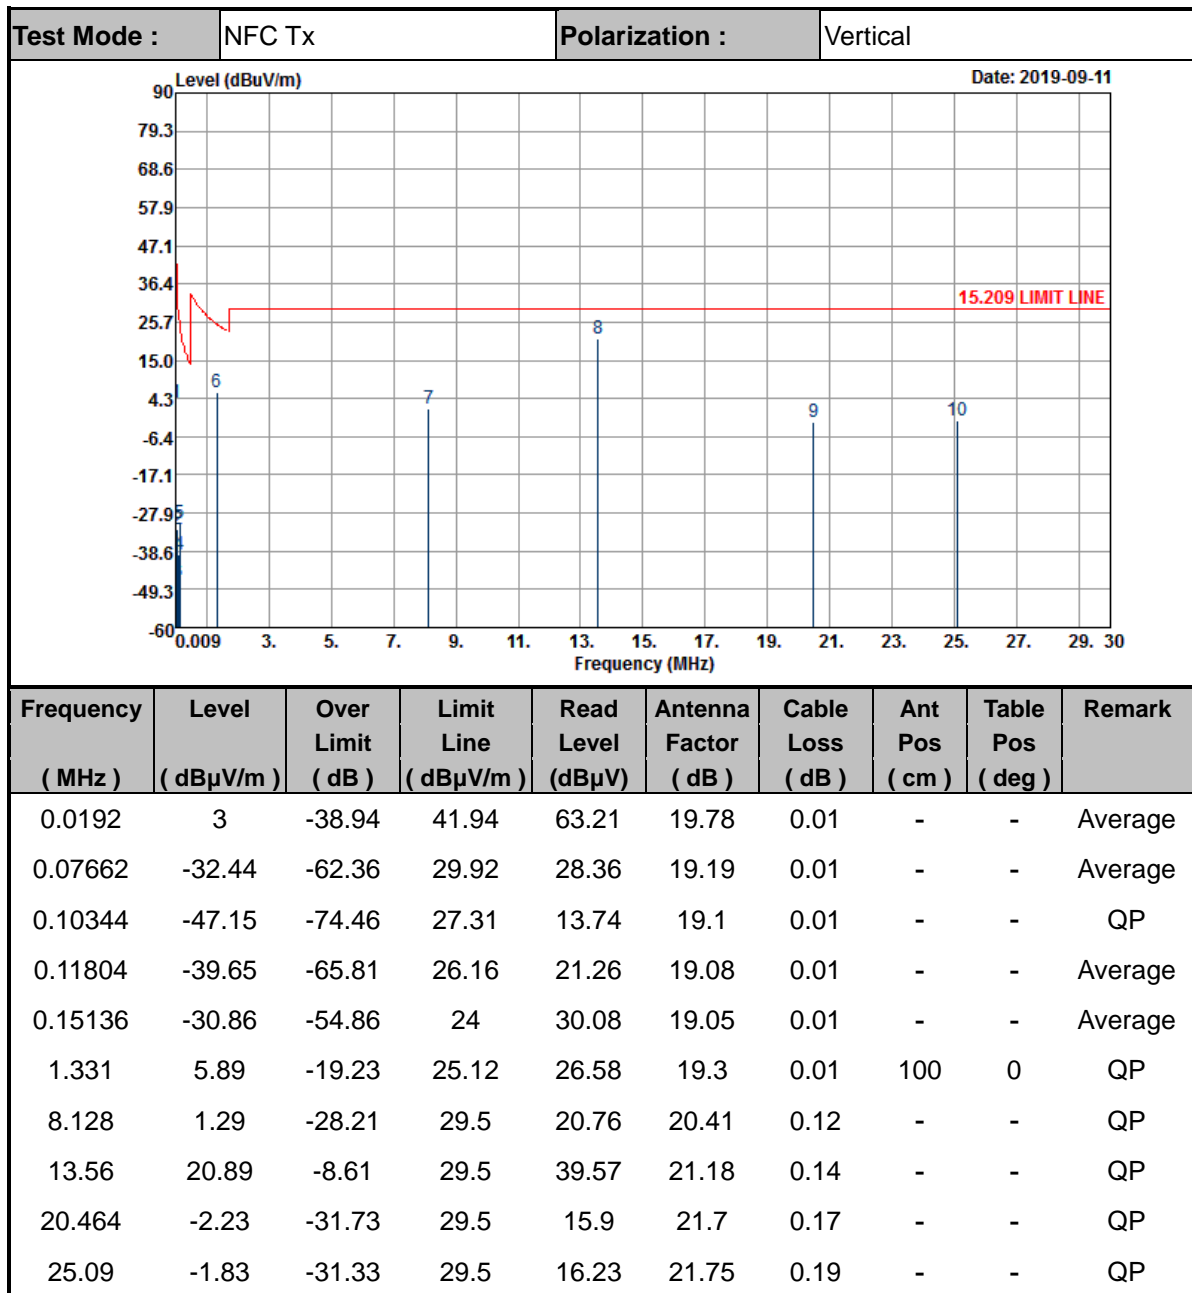 Test Mode : NFC Tx Polarization : Vertical
Level (dBuV/m) Date: 2019-09-11
90
79.3
68.6
57.9
47.1
36.4
15.209 LIMIT LINE
25.7
8
15.0
6
4.3
7
9
10
-6.4
-17.1
-27.9
5
-38.6
-49.3
-60
0.009 3. 5. 7. 9. 11. 13. 15. 17. 19. 21. 23. 25. 27. 29. 30
Frequency (MHz)
Frequency Level Over Limit Read Antenna Cable Ant Table Remark
Limit Line Level Factor Loss Pos Pos
( MHz ) ( dBµV/m ) ( dB ) ( dBµV/m ) (dBµV) ( dB ) ( dB ) ( cm ) ( deg )
0.0192 3 -38.94 41.94 63.21 19.78 0.01 - - Average
0.07662 -32.44 -62.36 29.92 28.36 19.19 0.01 - - Average
0.10344 -47.15 -74.46 27.31 13.74 19.1 0.01 - - QP
0.11804 -39.65 -65.81 26.16 21.26 19.08 0.01 - - Average
0.15136 -30.86 -54.86 24 30.08 19.05 0.01 - - Average
1.331 5.89 -19.23 25.12 26.58 19.3 0.01 100 0 QP
8.128 1.29 -28.21 29.5 20.76 20.41 0.12 - - QP
13.56 20.89 -8.61 29.5 39.57 21.18 0.14 - - QP
20.464 -2.23 -31.73 29.5 15.9 21.7 0.17 - - QP
25.09 -1.83 -31.33 29.5 16.23 21.75 0.19 - - QP